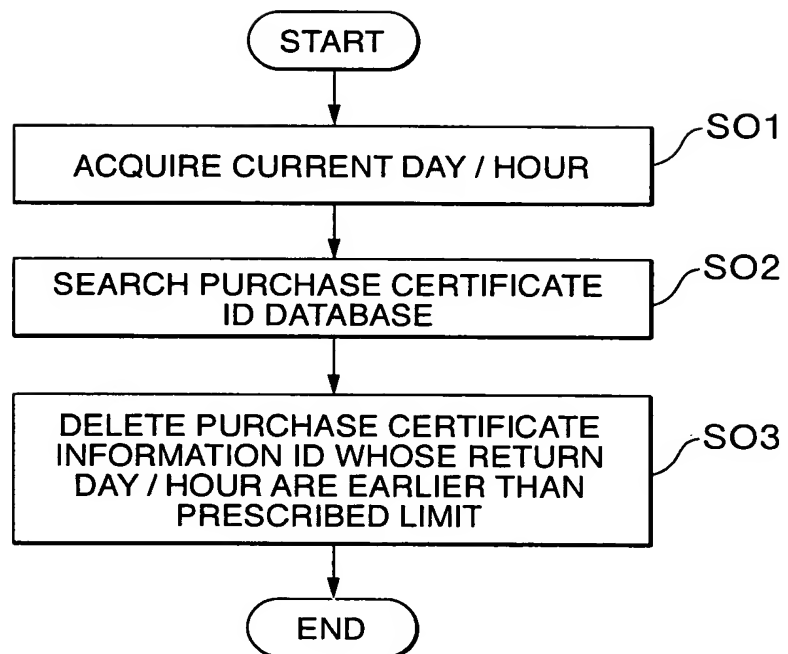 START
ACQUIRE CURRENT DAY / HOUR
SO1
SEARCH PURCHASE CERTIFICATE
ID DATABASE
SO2
DELETE PURCHASE CERTIFICATE
INFORMATION ID WHOSE RETURN
DAY / HOUR ARE EARLIER THAN
PRESCRIBED LIMIT
SO3
END